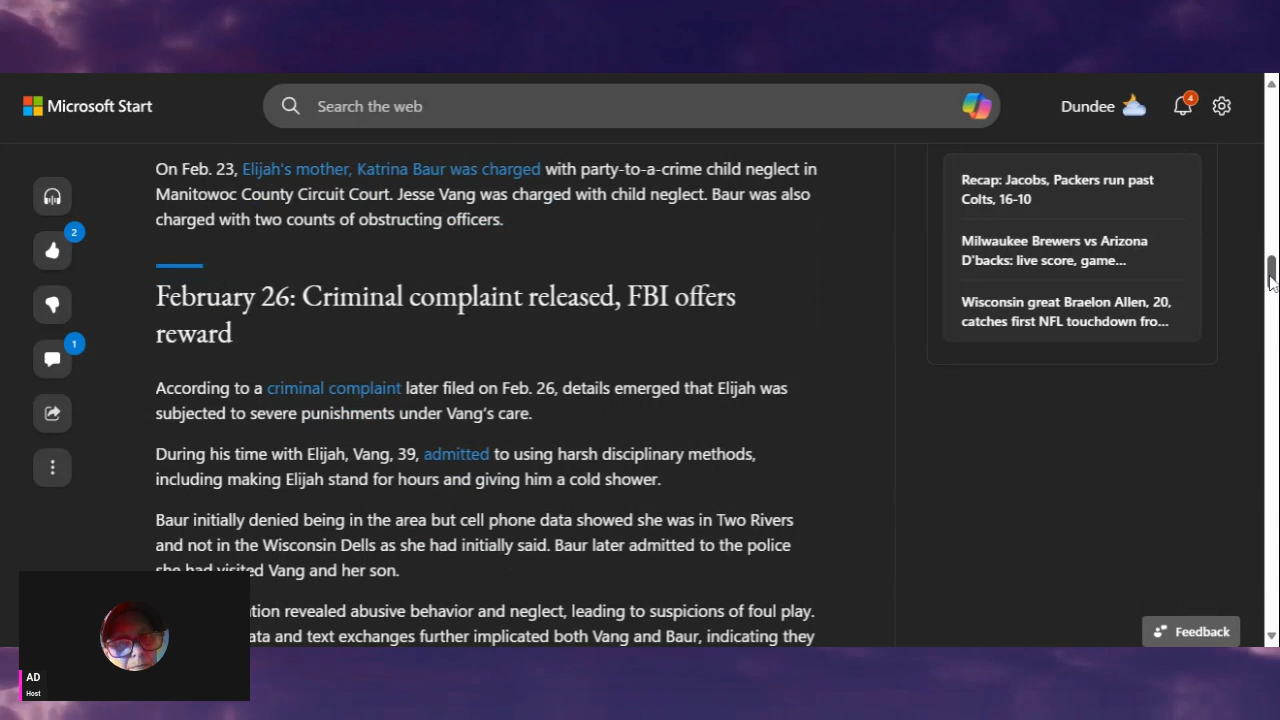 Microsoft Start
Search the web
Dundee
4
On Feb. 23, Elijah's mother, Katrina Baur was charged with party-to-a-crime child neglect in
Manitowoc County Circuit Court. Jesse Vang was charged with child neglect. Baur was also
charged with two counts of obstructing officers.
2
1
February 26: Criminal complaint released, FBI offers
reward
According to a criminal complaint later filed on Feb. 26, details emerged that Elijah was
subjected to severe punishments under Vang's care.
During his time with Elijah, Vang, 39, admitted to using harsh disciplinary methods,
including making Elijah stand for hours and giving him a cold shower.
Baur initially denied being in the area but cell phone data showed she was in Two Rivers
and not in the Wisconsin Dells as she had initially said. Baur later admitted to the police
she had visited Vang and her son.
tion revealed abusive behavior and neglect, leading to suspicions of foul play.
ata and text exchanges further implicated both Vang and Baur, indicating they
Recap: Jacobs, Packers run past
Colts, 16-10
Milwaukee Brewers vs Arizona
D'backs: live score, game...
Wisconsin great Braelon Allen, 20,
catches first NFL touchdown fro...
Feedback
AD
Host